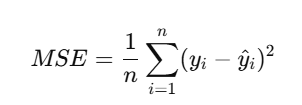 MSE = \frac{1}{n} \sum_{i=1}^{n} (y_i - \hat{y}_i)^2